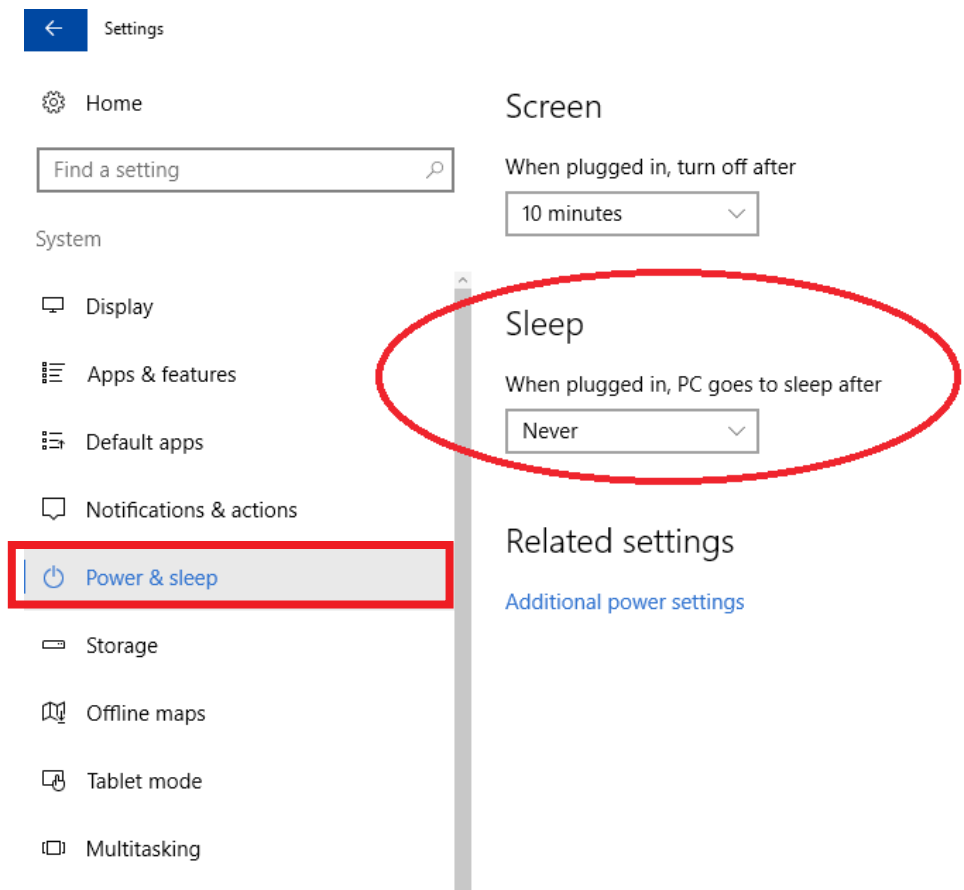 Settings
Home
Find a setting
System
Display
Apps & features
Default apps
Notifications & actions
Power & sleep
Storage
Offline maps
Tablet mode
Multitasking
Screen
When plugged in, turn off after
10 minutes
Sleep
When plugged in, PC goes to sleep after
Never
Related settings
Additional power settings